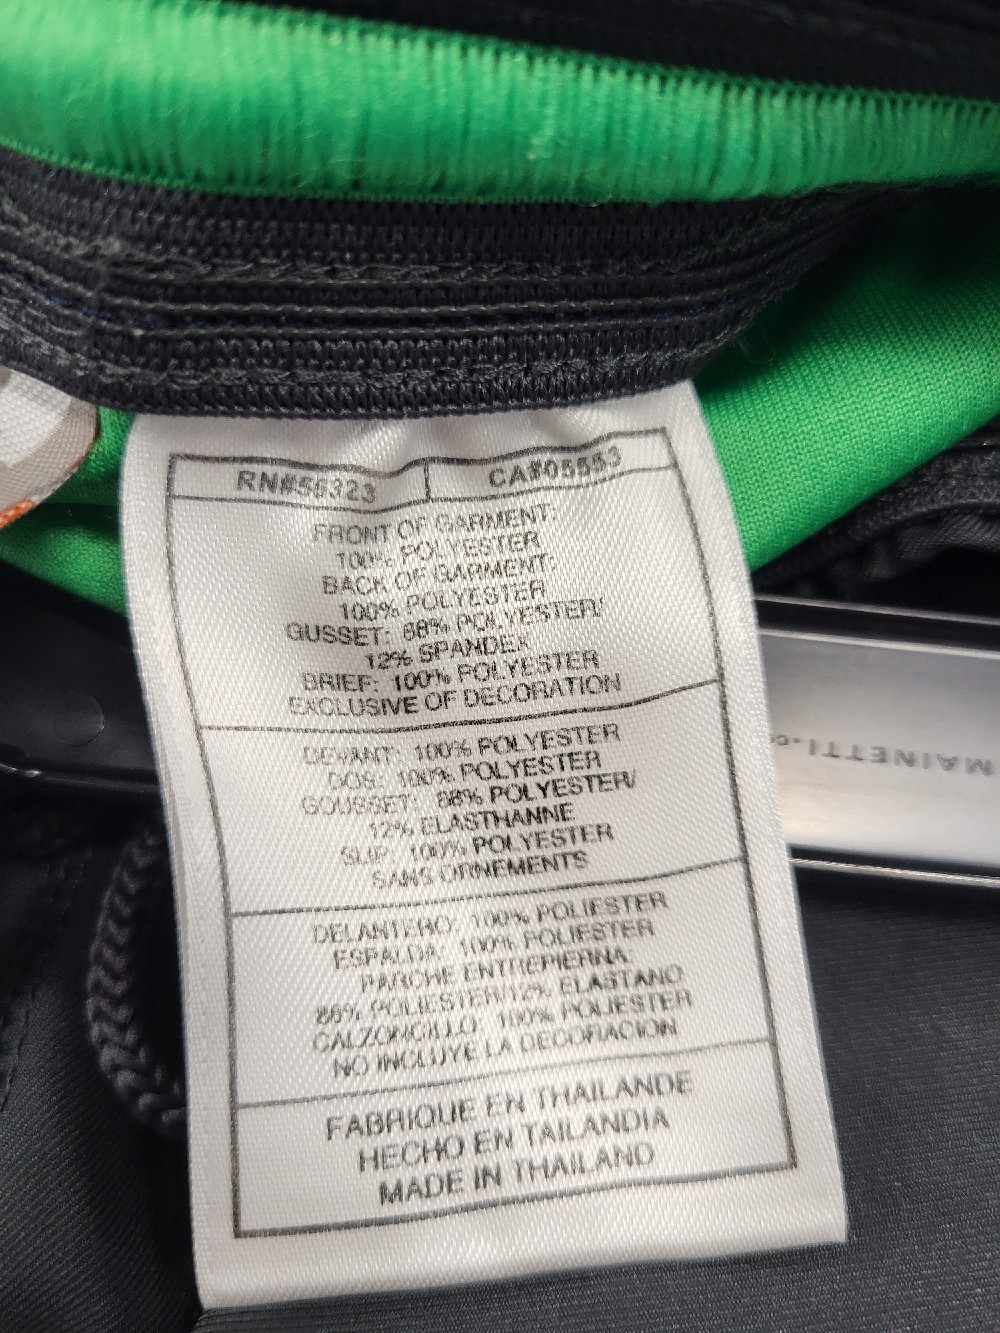 RN#56323 CA#05553
FRONT OF GARMENT:
100% POLYESTER
BACK OF GARMENT:
100% POLYESTER
GUSSET: 88% POLYESTER/
12% SPANDEX
BRIEF: 100% POLYESTER
EXCLUSIVE OF DECORATION
DEVANT: 100% POLYESTER
DOS: 100% POLYESTER
GOUSSET: 88% POLYESTER/
12% ELASTHANNE
SLIP: 100% POLYESTER
SANS ORNEMENTS
DELANTERO: 100% POLIESTER
ESPALDA: 100% POLIESTER
PARCHE ENTREPIERNA:
88% POLIESTER/12% ELASTANO
CALZONCILLO: 100% POLIESTER
NO INCLUYE LA DECORACION
FABRIQUE EN THAILANDE
HECHO EN TAILANDIA
MADE IN THAILAND
MAINETTI.c